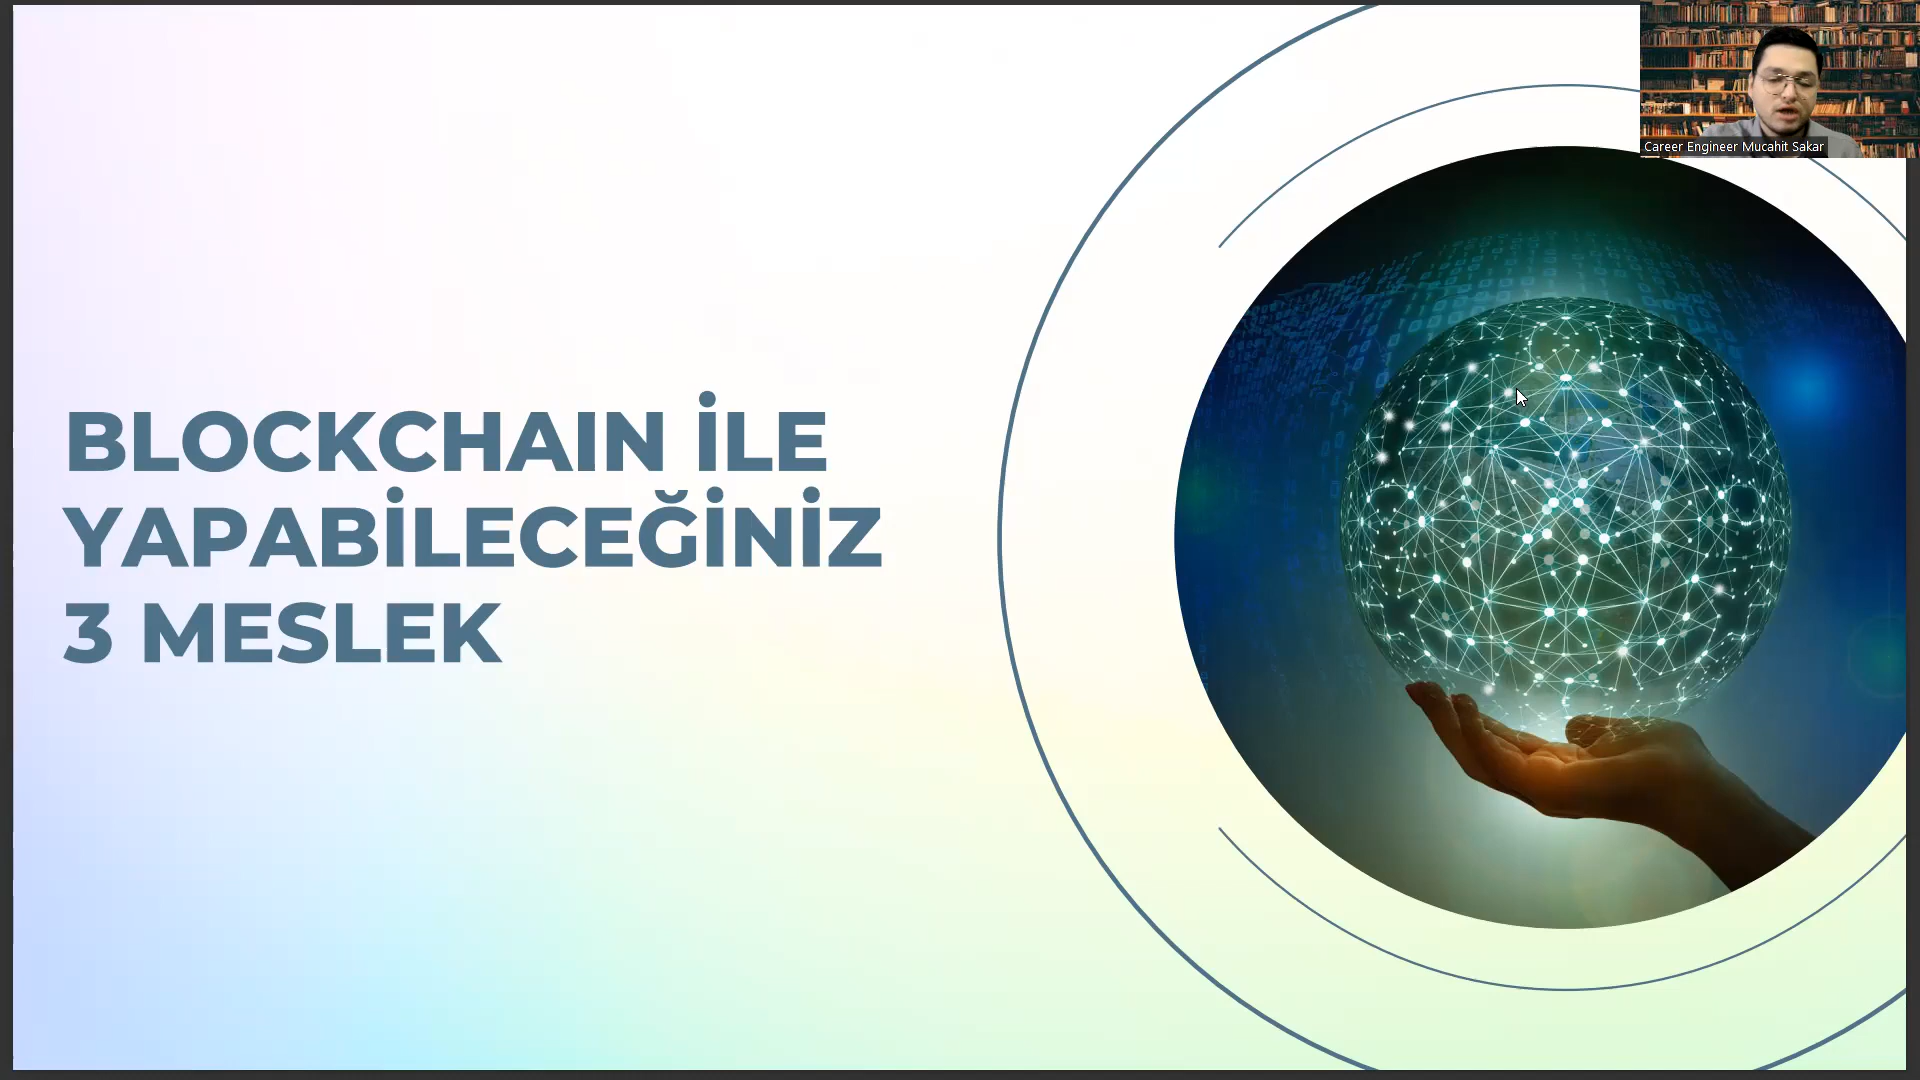 Career Engineer Mucahit Sakar
BLOCKCHAIN İLE
YAPABİLECEĞİNİZ
3 MESLEK